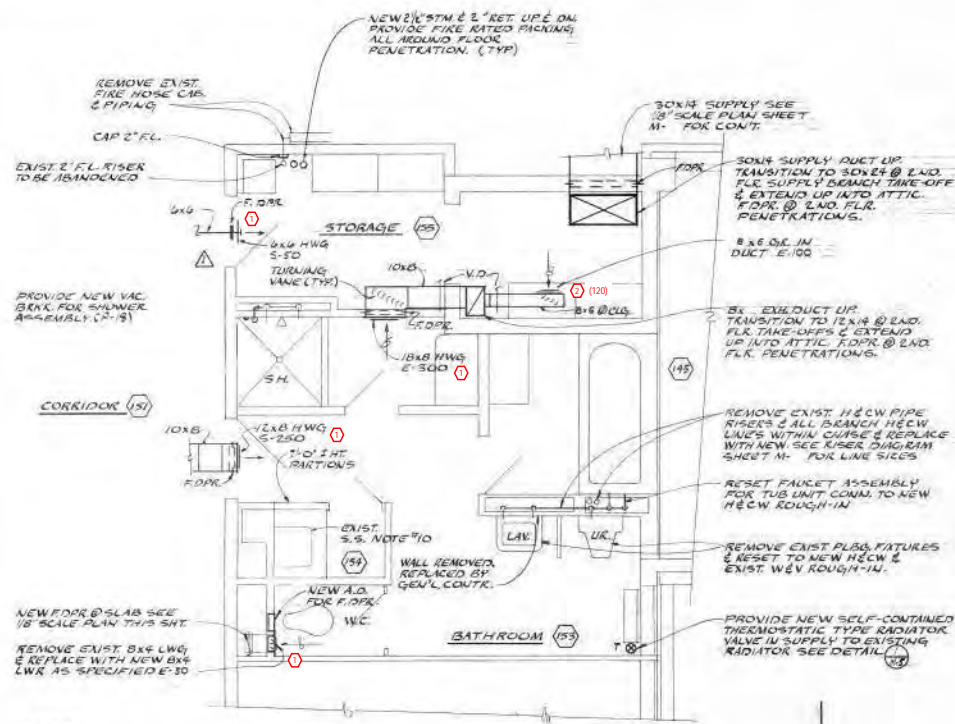 NEW 2½" STM. & 2" RET. UP & DN.
PROVIDE FIRE RATED PACKING
ALL AROUND FLOOR
PENETRATION. (TYP)
REMOVE EXIST.
FIRE HOSE CAB.
& PIPING
CAP 2" F.L.
EXIST. 2" F.L. RISER
TO BE ABANDONED
30x14 SUPPLY SEE
1/8" SCALE PLAN SHEET
M- FOR CON'T.
F.DPR.
30x14 SUPPLY DUCT UP.
TRANSITION TO 30x24 @ 2ND.
FLR. SUPPLY BRANCH TAKE-OFF
& EXTEND UP INTO ATTIC.
F.DPR. @ 2ND. FLR.
PENETRATIONS.
F.DPR
6x6
1
STORAGE 155
6x6 HWG
S-50
1
TURNING
VANE (TYP.)
10x8
V.D.
8x6 GR. IN
DUCT E-100
2 (120)
8x6 @ CLG.
PROVIDE NEW VAC.
BRKR. FOR SHOWER
ASSEMBLY. (P-18)
F.DPR.
18x8 HWG
E-300
1
8x EXH. DUCT UP.
TRANSITION TO 12x14 @ 2ND.
FLR. TAKE-OFFS & EXTEND
UP INTO ATTIC. F.DPR. @ 2ND.
FLR. PENETRATIONS.
SH.
145
CORRIDOR 151
10x8
12x8 HWG
S-250
1
F.DPR.
7'-0" ± HT.
PARTIONS
REMOVE EXIST. H & CW PIPE
RISERS & ALL BRANCH H&CW
LINES WITHIN CHASE & REPLACE
WITH NEW. SEE RISER DIAGRAM
SHEET M- FOR LINE SIZES
RESET FAUCET ASSEMBLY
FOR TUB UNIT CONN. TO NEW
H&CW ROUGH-IN
EXIST.
S.S. NOTE #10
154
LAV.
UR.
WALL REMOVED,
REPLACED BY
GEN'L CONTR.
REMOVE EXIST PLBG. FIXTURES
& RESET TO NEW H&CW &
EXIST. W&V ROUGH-IN.
NEW A.D.
FOR F.DPR.
W.C.
NEW F.DPR @ SLAB SEE
1/8" SCALE PLAN THIS SHT.
REMOVE EXIST. 8x4 LWG
& REPLACE WITH NEW 8x4
LWR AS SPECIFIED E-50
1
BATHROOM 153
T
PROVIDE NEW SELF-CONTAINED
THERMOSTATIC TYPE RADIATOR
VALVE IN SUPPLY TO EXISTING
RADIATOR SEE DETAIL